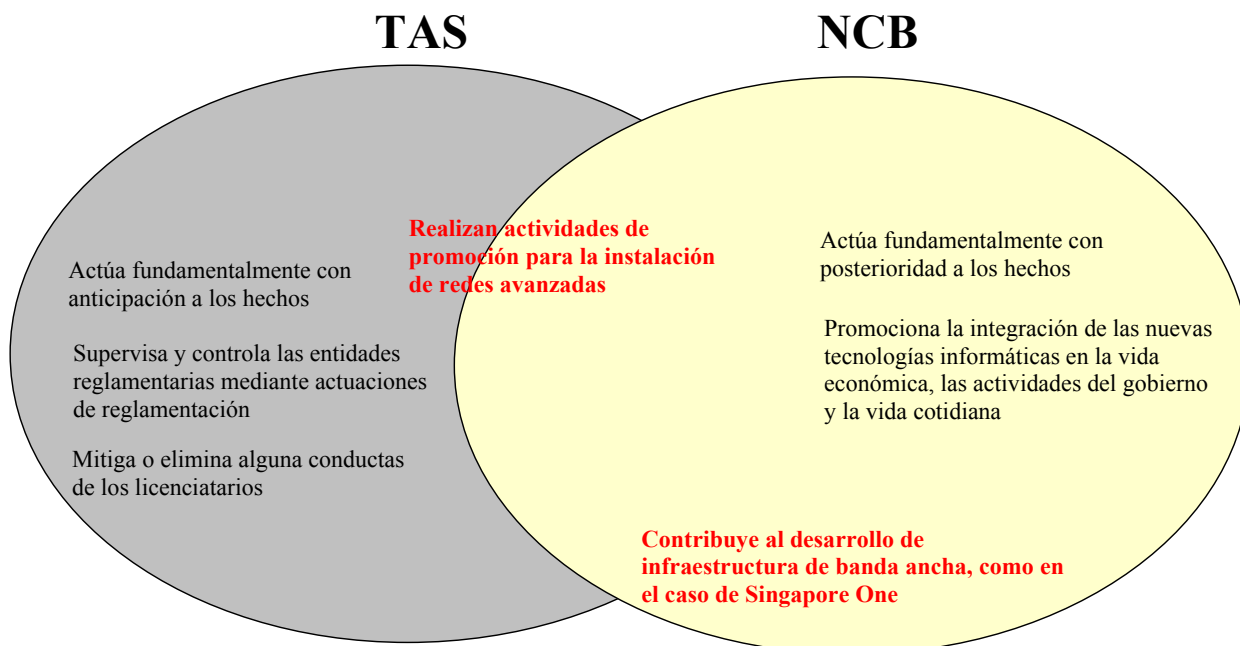 TAS
NCB
Realizan actividades de
promoción para la instalación
de redes avanzadas
Actúa fundamentalmente con
anticipación a los hechos
Supervisa y controla las entidades
reglamentarias mediante actuaciones
de reglamentación
Mitiga o elimina alguna conductas
de los licenciatarios
Actúa fundamentalmente con
posterioridad a los hechos
Promociona la integración de las nuevas
tecnologías informáticas en la vida
económica, las actividades del gobierno
y la vida cotidiana
Contribuye al desarrollo de
infraestructura de banda ancha, como en
el caso de Singapore One